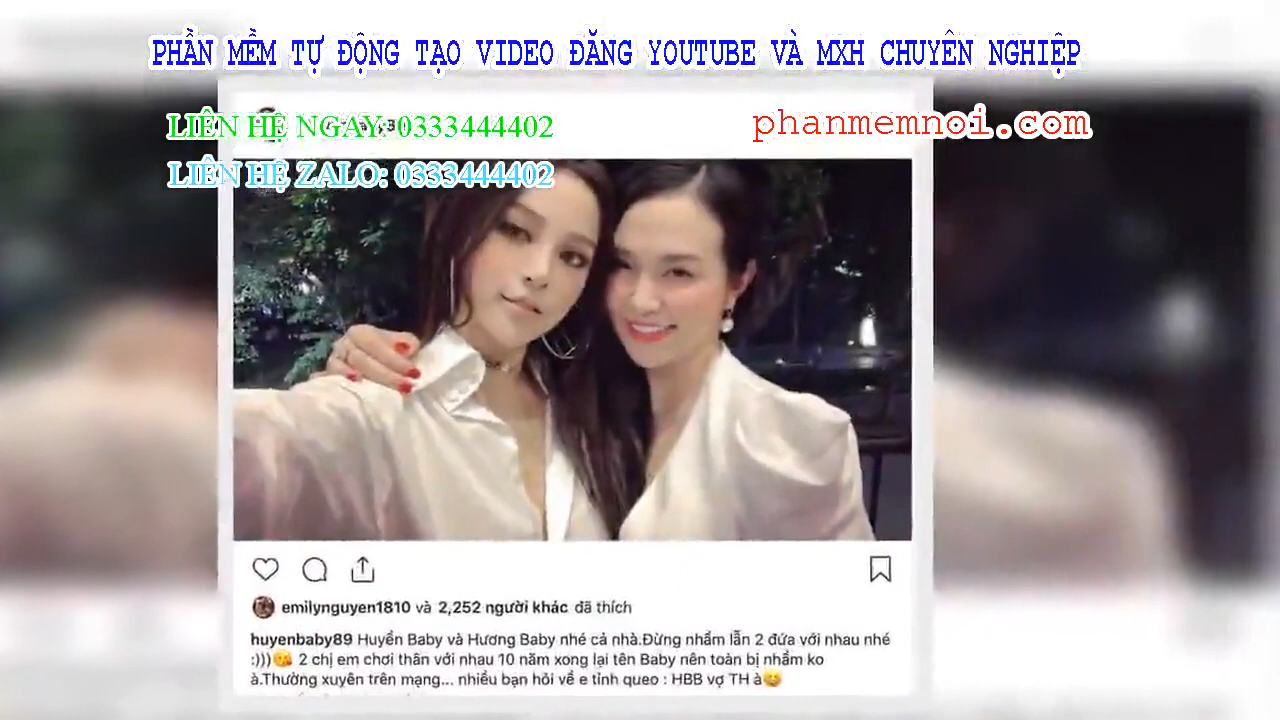 PHẦN MỀM TỰ ĐỘNG TẠO VIDEO ĐĂNG YOUTUBE VÀ MXH CHUYÊN NGHIỆP
LIÊN HỆ NGAY: 0333444402
phanmemnoi.com
LIÊN HỆ ZALO: 0333444402
emilynguyen1810 và 2,252 người khác đã thích
huyenbaby89 Huyền Baby và Hương Baby nhé cả nhà.Đừng nhầm lẫn 2 đứa với nhau nhé
:)))😘 2 chị em chơi thân với nhau 10 năm xong lại tên Baby nên toàn bị nhầm ko
à.Thường xuyên trên mạng... nhiều bạn hỏi về e tỉnh queo : HBB vợ TH à😄